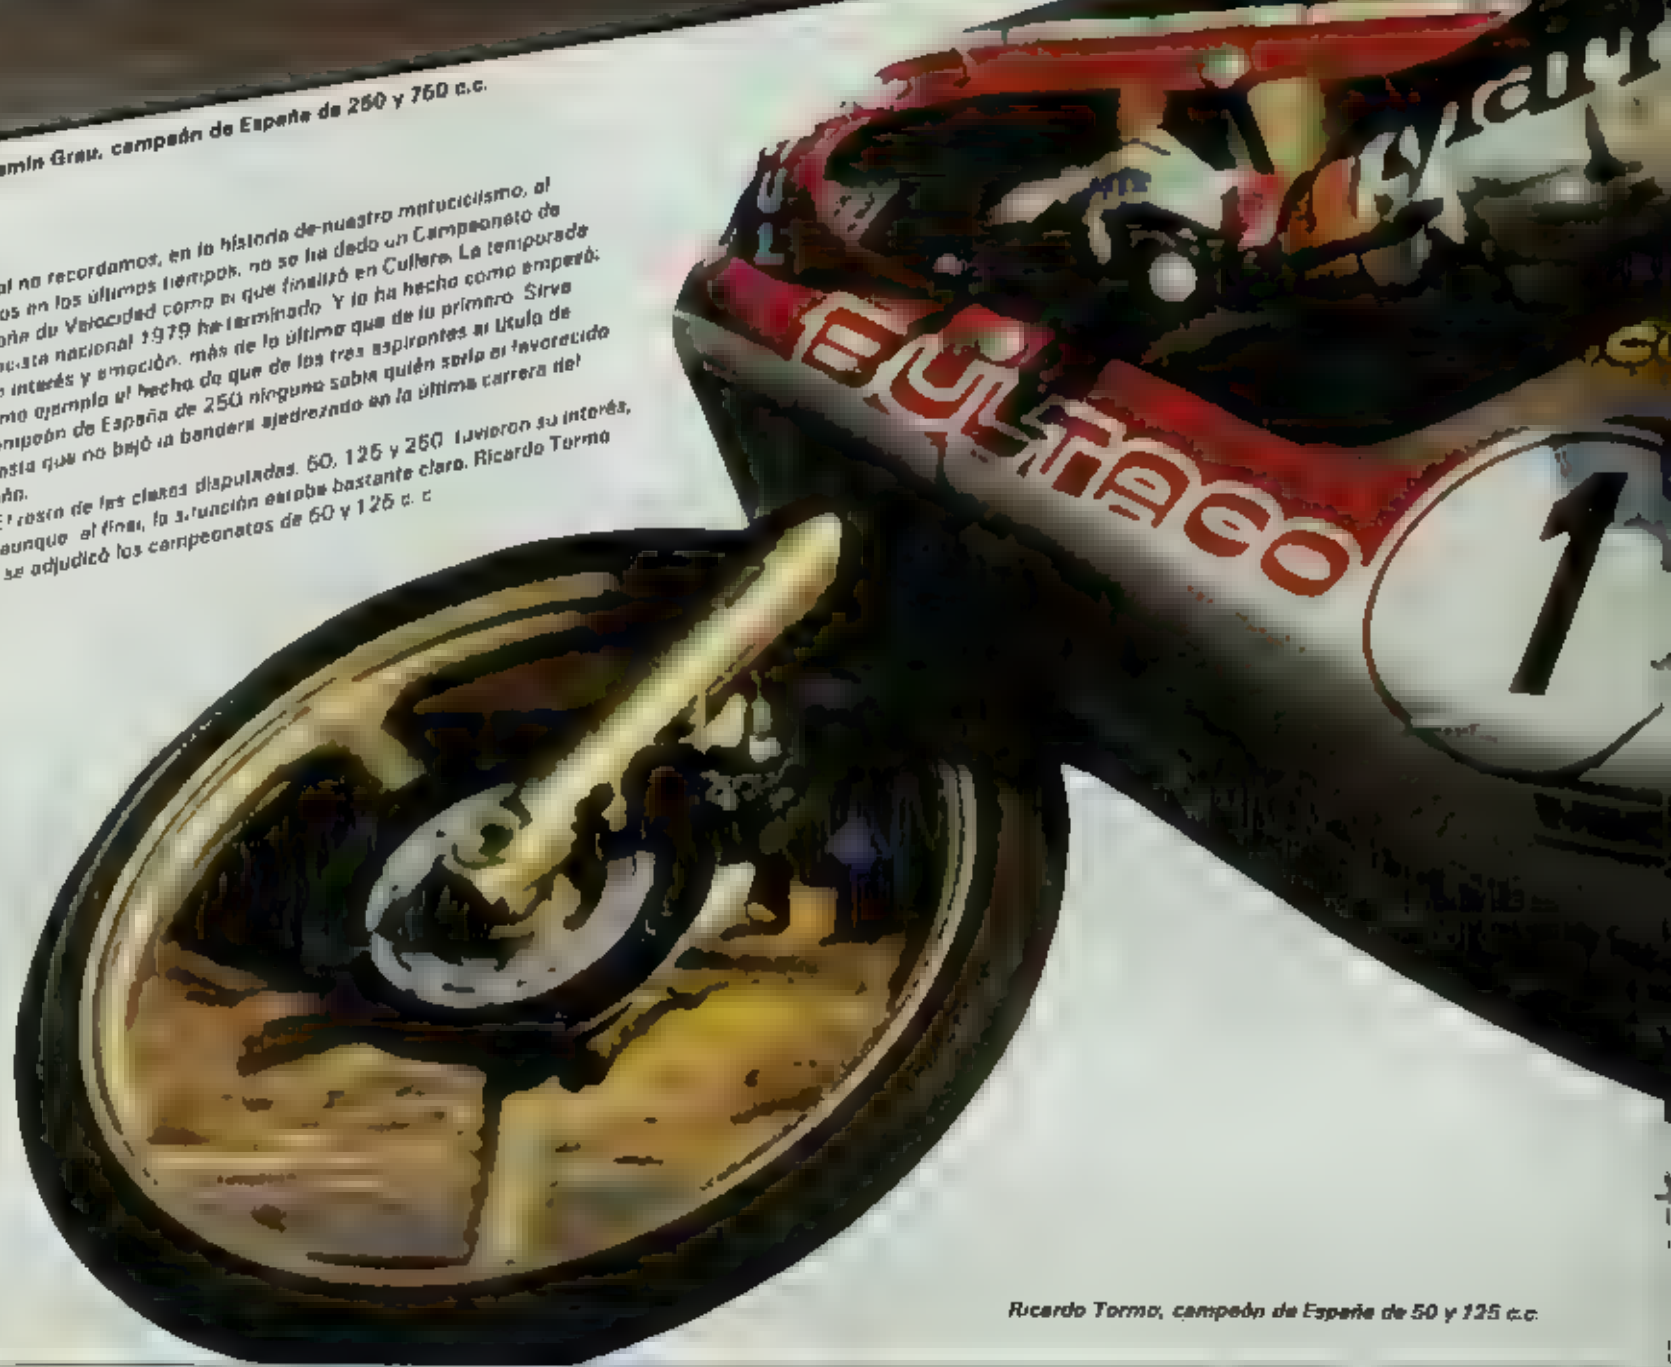 amín Grau, campeón de España de 250 y 750 c.c.
al no recordamos, en la historia de nuestro motociclismo, al
os en los últimos tiempos, no se ha dado un Campeonato de
aña de Velocidad como el que finalizó en Cullera. La temporada
nacional 1979 ha terminado. Y lo ha hecho como empezó:
interés y emoción, más de lo último que de lo primero. Sirva
mo ejemplo el hecho de que de los tres aspirantes al título de
mpeón de España de 250 ninguno sabía quién sería el favorecido
asta que no bajó la bandera ajedrezada en la última carrera del
El resto de las clases disputadas, 50, 125 y 250 tuvieron su interés,
aunque al final, la situación estaba bastante clara. Ricardo Tormo
se adjudicó los campeonatos de 50 y 125 c. c
UL
BULTACO
1
Ricardo Tormo, campeón de España de 50 y 125 c.c.